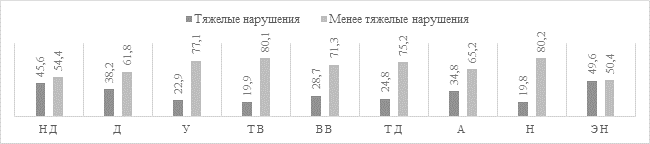 Тяжелые нарушения Менее тяжелые нарушения
45,6 54,4 38,2 61,8 22,9 77,1 19,9 80,1 28,7 71,3 24,8 75,2 34,8 65,2 19,8 80,2 49,6 50,4
НД Д У ТВ ВВ ТД А Н ЭН